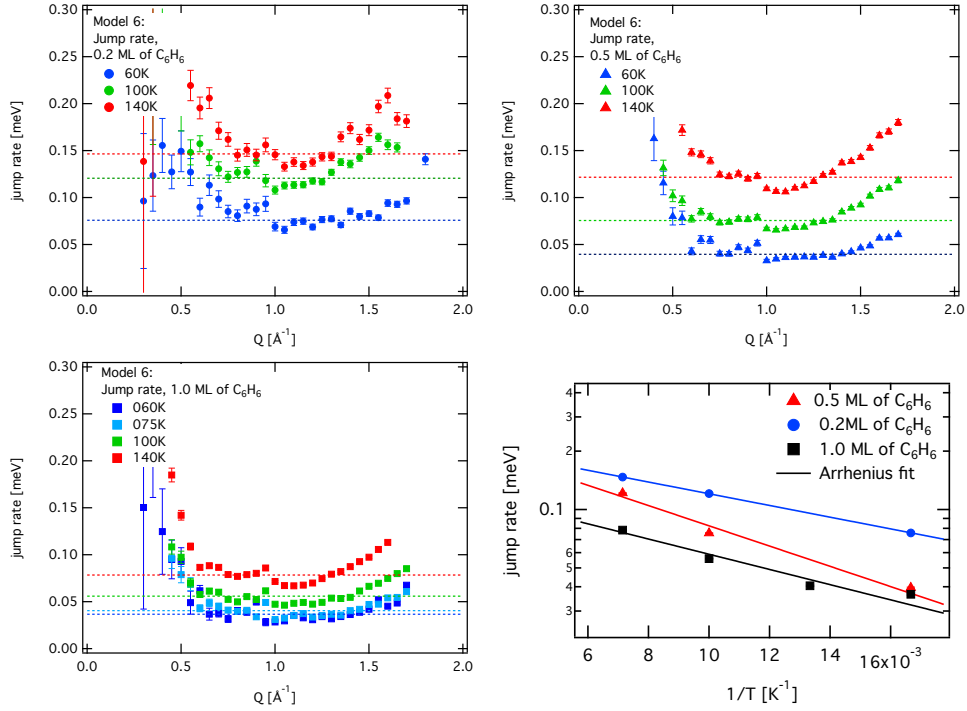 Model 6:
Jump rate,
0.2 ML of C₆H₆
60K
100K
140K
jump rate [meV]
0.30
0.25
0.20
0.15
0.10
0.05
0.00
0.0
0.5
1.0
1.5
2.0
Q [Å⁻¹]
Model 6:
Jump rate,
0.5 ML of C₆H₆
60K
100K
140K
jump rate [meV]
0.30
0.25
0.20
0.15
0.10
0.05
0.00
0.0
0.5
1.0
1.5
2.0
Q [Å⁻¹]
Model 6:
Jump rate, 1.0 ML of C₆H₆
060K
075K
100K
140K
jump rate [meV]
0.30
0.25
0.20
0.15
0.10
0.05
0.00
0.0
0.5
1.0
1.5
2.0
Q [Å⁻¹]
0.5 ML of C₆H₆
0.2ML of C₆H₆
1.0 ML of C₆H₆
Arrhenius fit
jump rate [meV]
4
3
2
0.1
8
6
5
4
3
6
8
10
12
14
16x10⁻³
1/T [K⁻¹]